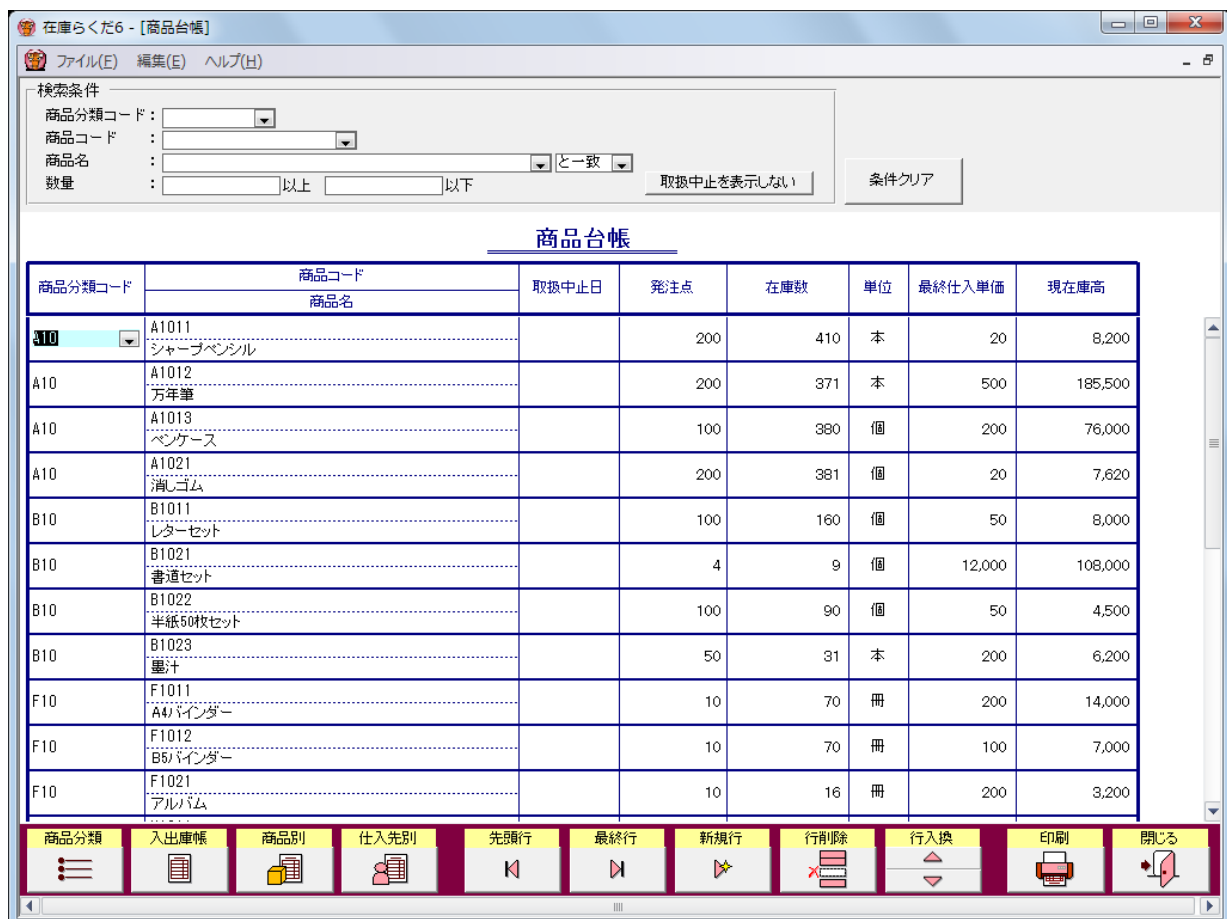 在庫らくだ6 - [商品台帳]
ファイル(F) 編集(E) ヘルプ(H)
検索条件
商品分類コード：
商品コード ：
商品名 ： と一致
数量 ： 以上 以下 取扱中止を表示しない 条件クリア
商品台帳
商品分類コード 商品コード 商品名 取扱中止日 発注点 在庫数 単位 最終仕入単価 現在庫高
A10 A1011 シャープペンシル 200 410 本 20 8,200
A10 A1012 万年筆 200 371 本 500 185,500
A10 A1013 ペンケース 100 380 個 200 76,000
A10 A1021 消しゴム 200 381 個 20 7,620
B10 B1011 レターセット 100 160 個 50 8,000
B10 B1021 書道セット 4 9 個 12,000 108,000
B10 B1022 半紙50枚セット 100 90 個 50 4,500
B10 B1023 墨汁 50 31 本 200 6,200
F10 F1011 A4バインダー 10 70 冊 200 14,000
F10 F1012 B5バインダー 10 70 冊 100 7,000
F10 F1021 アルバム 10 16 冊 200 3,200
商品分類 入出庫帳 商品別 仕入先別 先頭行 最終行 新規行 行削除 行入換 印刷 閉じる